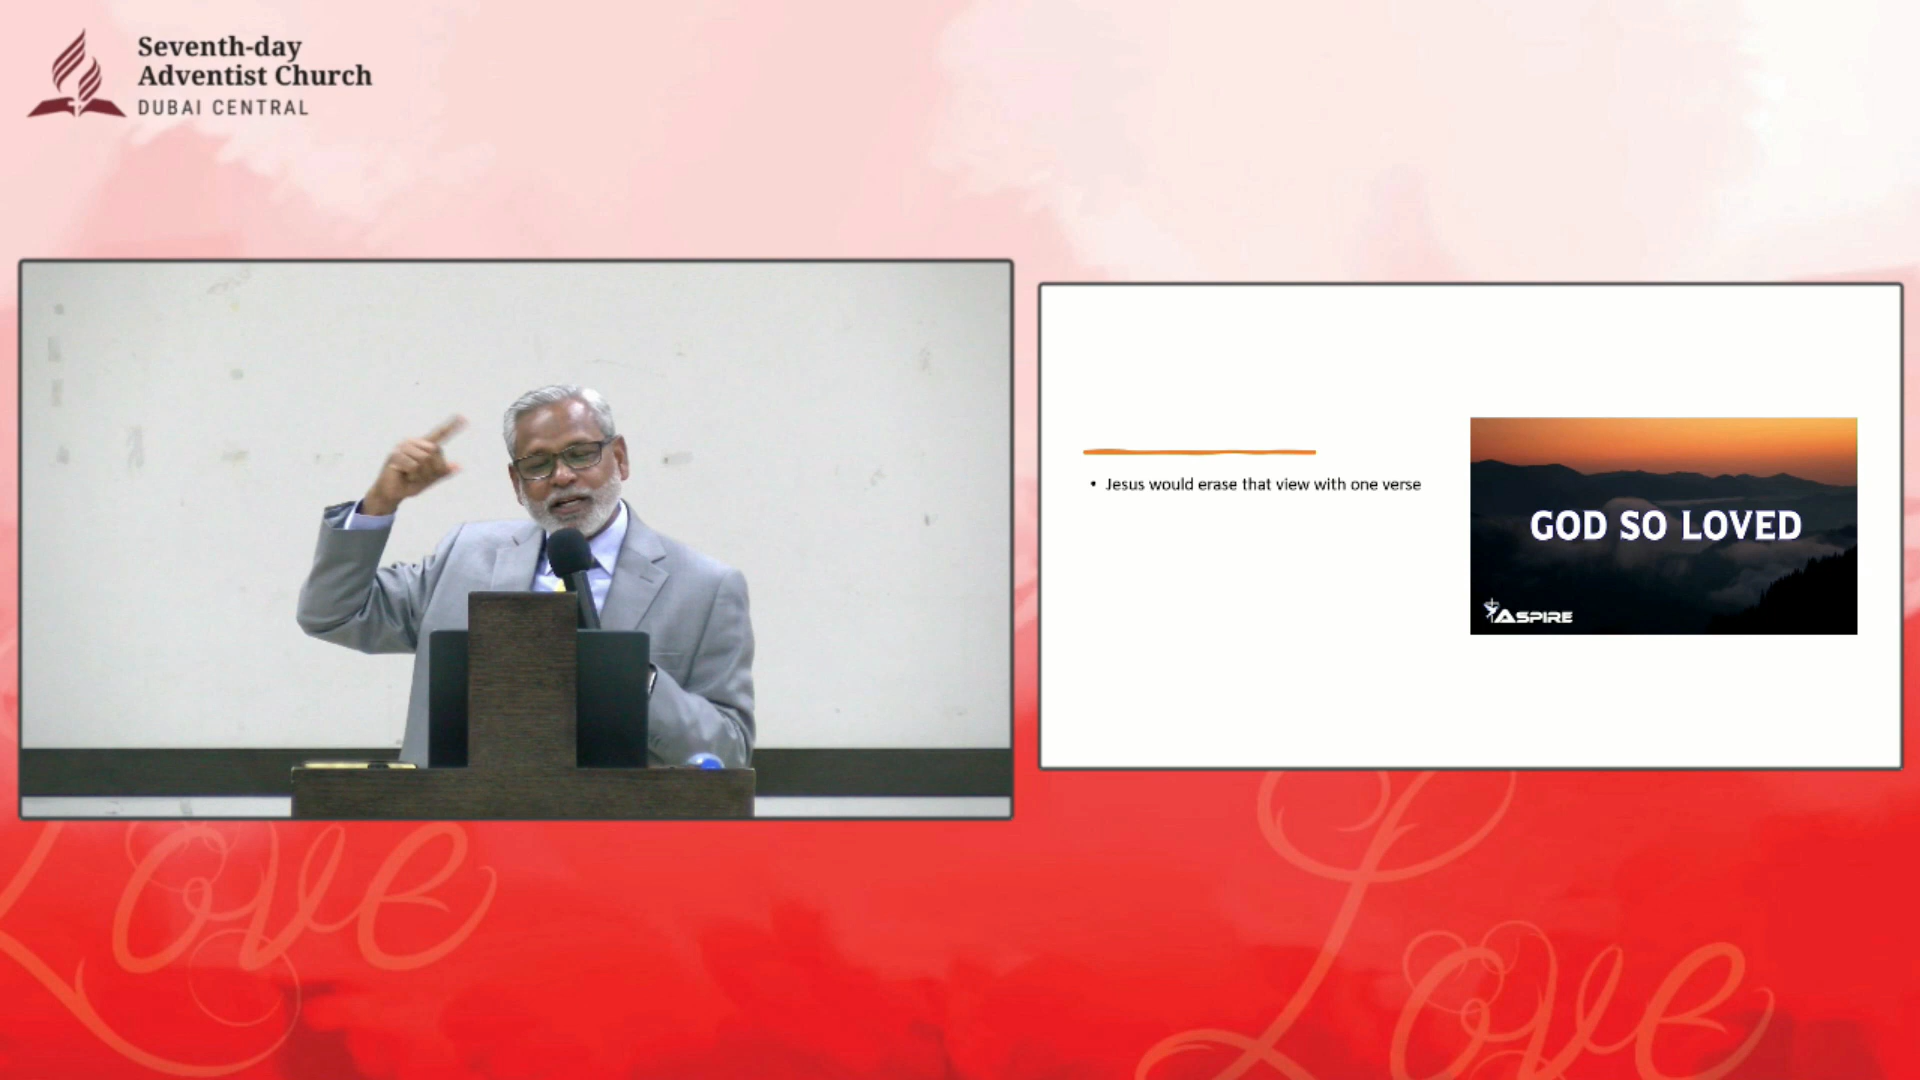 Seventh-day
Adventist Church
DUBAI CENTRAL
• Jesus would erase that view with one verse
GOD SO LOVED
ASPIRE
Love
Love